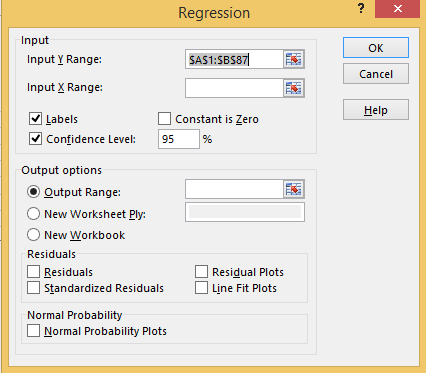 Regression ? ×
Input
Input Y Range: $A$1:$B$87
Input X Range:
Labels Constant is Zero
Confidence Level: 95 %
OK
Cancel
Help
Output options
Output Range:
New Worksheet Ply:
New Workbook
Residuals
Residuals Residual Plots
Standardized Residuals Line Fit Plots
Normal Probability
Normal Probability Plots